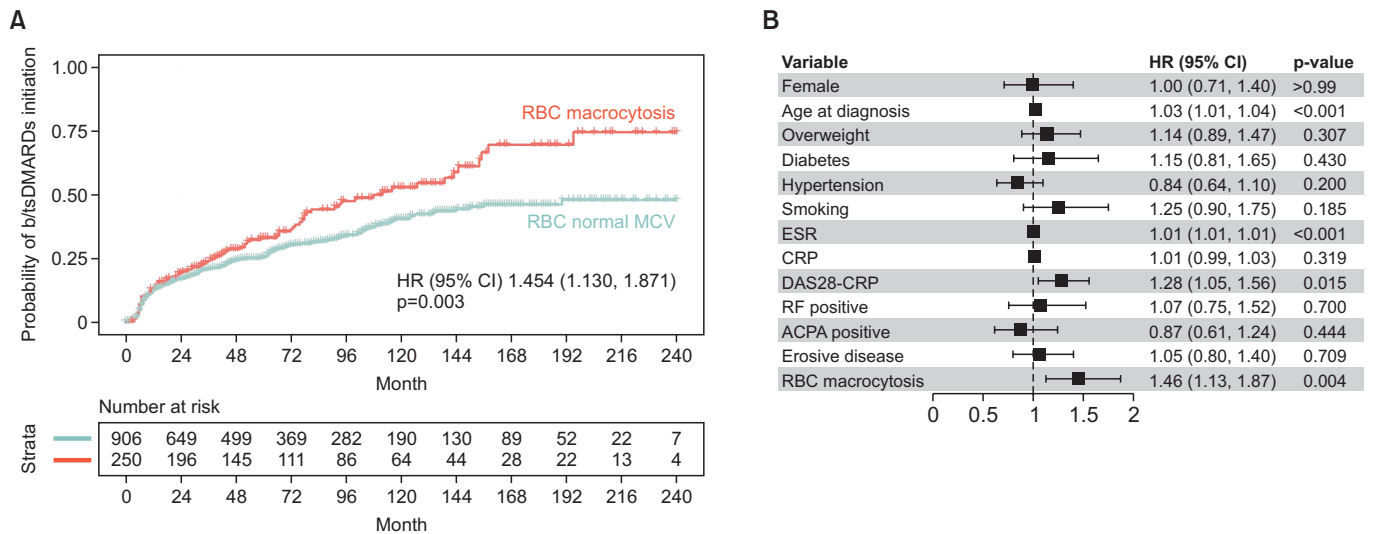 A
Probability of b/tsDMARDs initiation
1.00
0.75
0.50
0.25
0
RBC macrocytosis
RBC normal MCV
HR (95% CI) 1.454 (1.130, 1.871)
p=0.003
0 24 48 72 96 120 144 168 192 216 240
Month
Number at risk
Strata
906 649 499 369 282 190 130 89 52 22 7
250 196 145 111 86 64 44 28 22 13 4
0 24 48 72 96 120 144 168 192 216 240
Month
B
Variable HR (95% CI) p-value
Female 1.00 (0.71, 1.40) >0.99
Age at diagnosis 1.03 (1.01, 1.04) <0.001
Overweight 1.14 (0.89, 1.47) 0.307
Diabetes 1.15 (0.81, 1.65) 0.430
Hypertension 0.84 (0.64, 1.10) 0.200
Smoking 1.25 (0.90, 1.75) 0.185
ESR 1.01 (1.01, 1.01) <0.001
CRP 1.01 (0.99, 1.03) 0.319
DAS28-CRP 1.28 (1.05, 1.56) 0.015
RF positive 1.07 (0.75, 1.52) 0.700
ACPA positive 0.87 (0.61, 1.24) 0.444
Erosive disease 1.05 (0.80, 1.40) 0.709
RBC macrocytosis 1.46 (1.13, 1.87) 0.004
0 0.5 1 1.5 2